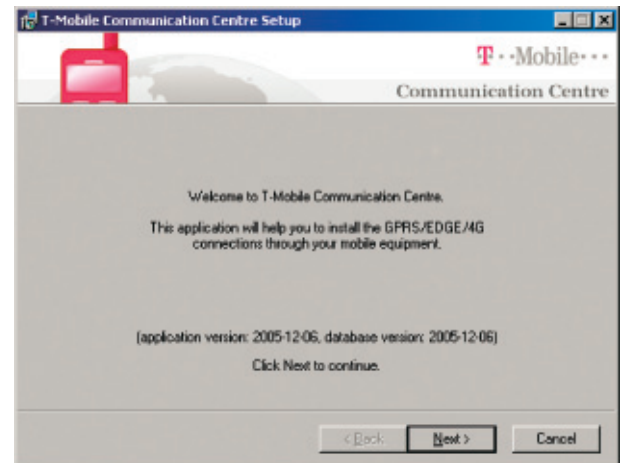 T-Mobile Communication Centre Setup
T··Mobile···
Communication Centre
Welcome to T-Mobile Communication Centre.
This application will help you to install the GPRS/EDGE/4G
connections through your mobile equipment.
(application version: 2005-12-06, database version: 2005-12-06)
Click Next to continue.
< Back
Next >
Cancel